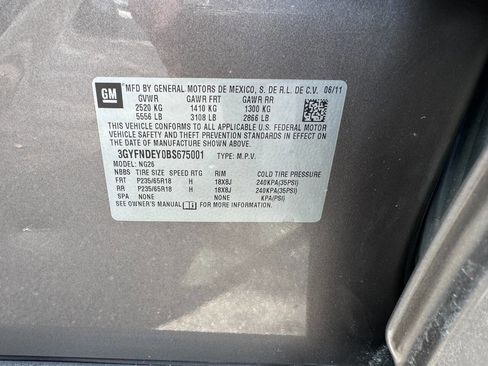 GM MFD BY GENERAL MOTORS DE MEXICO, S. DE R.L. DE C.V. 06/11
GVWR GAWR FRT GAWR RR
2520 KG 1410 KG 1300 KG
5556 LB 3108 LB 2866 LB
THIS VEHICLE CONFORMS TO ALL APPLICABLE U.S. FEDERAL MOTOR
VEHICLE SAFETY AND THEFT PREVENTION STANDARDS IN EFFECT ON
THE DATE OF MANUFACTURE SHOWN ABOVE.
3GYFNDEY0BS675001 TYPE: M.P.V.
MODEL: NG26
NBBS TIRE SIZE SPEED RTG RIM COLD TIRE PRESSURE
FRT P235/65R18 H 18X8J 240KPA(35PSI)
RR P235/65R18 H 18X8J 240KPA(35PSI)
SPA NONE NONE NONE KPA(PSI)
SEE OWNER'S MANUAL FOR MORE INFORMATION.